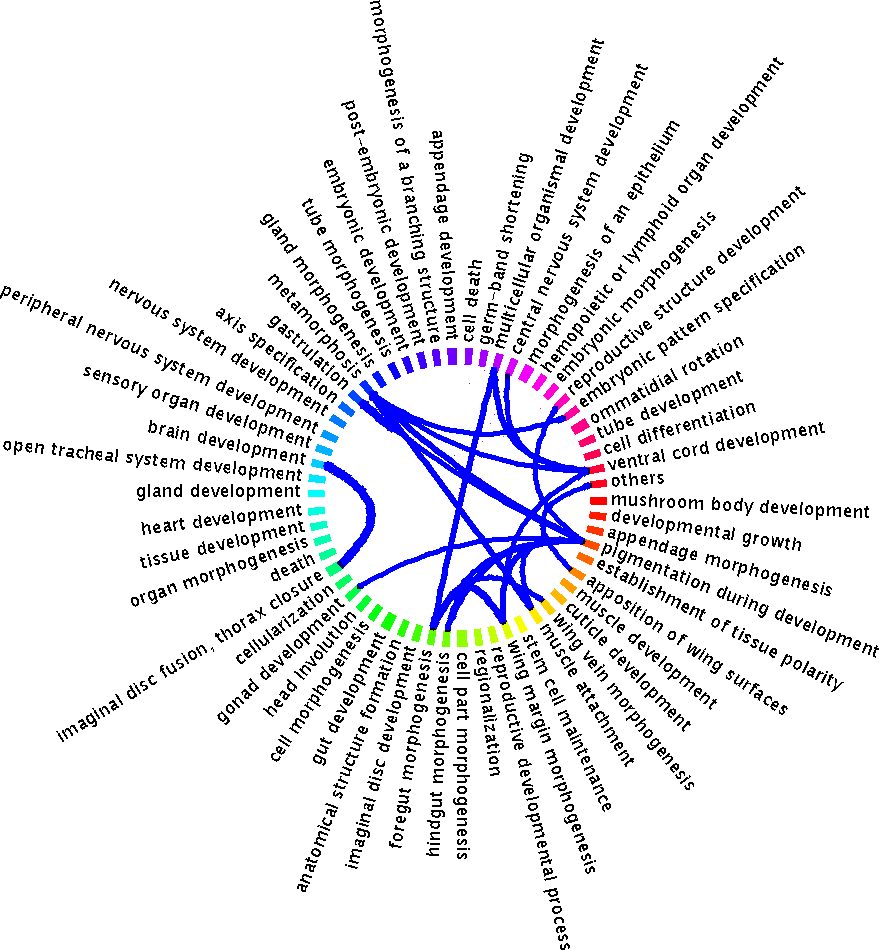 morphogenesis of a branching structure
appendage development
cell death
germ-band shortening
multicellular organismal development
central nervous system development
morphogenesis of an epithelium
hemopoietic or lymphoid organ development
embryonic morphogenesis
reproductive structure development
embryonic pattern specification
ommatidial rotation
tube development
cell differentiation
ventral cord development
others
mushroom body development
developmental growth
appendage morphogenesis
pigmentation during development
establishment of tissue polarity
apposition of wing surfaces
muscle development
cuticle development
wing vein morphogenesis
muscle attachment
stem cell maintenance
wing margin morphogenesis
reproductive developmental process
regionalization
cell part morphogenesis
hindgut morphogenesis
foregut morphogenesis
imaginal disc development
anatomical structure formation
gut development
cell morphogenesis
head involution
gonad development
cellularization
imaginal disc fusion, thorax closure
death
organ morphogenesis
tissue development
heart development
gland development
open tracheal system development
brain development
sensory organ development
peripheral nervous system development
nervous system development
axis specification
gastrulation
metamorphosis
gland morphogenesis
tube morphogenesis
embryonic development
post-embryonic development